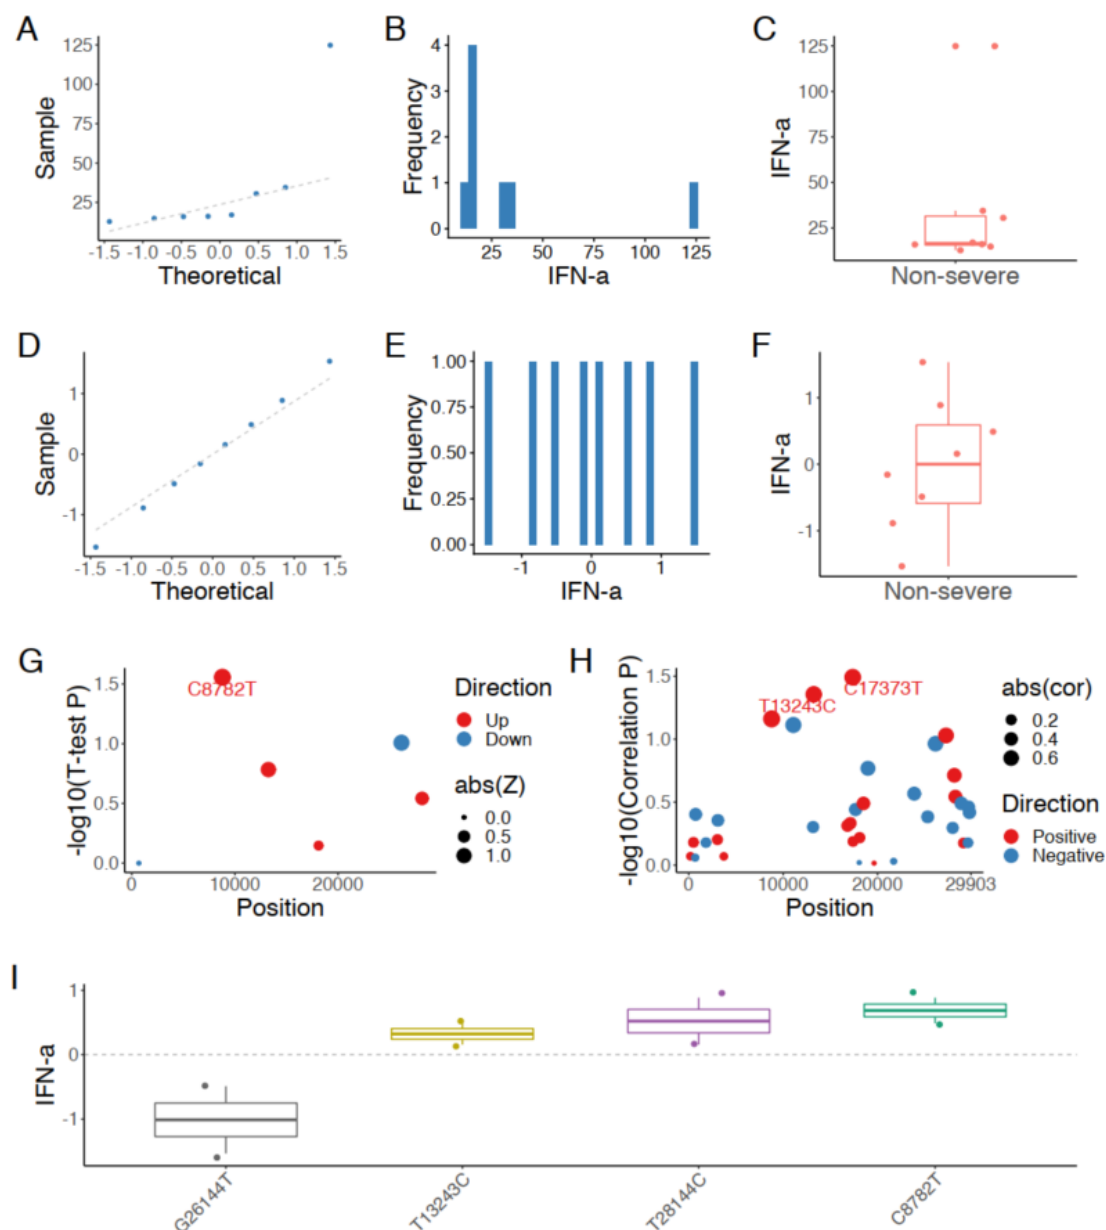 A
Sample
125
100
75
50
25
-1.5 -1.0 -0.5 0.0 0.5 1.0 1.5
Theoretical
B
Frequency
4
3
2
1
0
25 50 75 100 125
IFN-a
C
IFN-a
125
100
75
50
25
Non-severe
D
Sample
1
0
-1
-1.5 -1.0 -0.5 0.0 0.5 1.0 1.5
Theoretical
E
Frequency
1.00
0.75
0.50
0.25
0.00
-1 0 1
IFN-a
F
IFN-a
1
0
-1
Non-severe
G
-log10(T-test P)
1.5
1.0
0.5
0.0
C8782T
0 10000 20000
Position
Direction
Up
Down
abs(Z)
0.0
0.5
1.0
H
-log10(Correlation P)
1.5
1.0
0.5
0.0
C17373T
T13243C
0 10000 20000 29903
Position
abs(cor)
0.2
0.4
0.6
Direction
Positive
Negative
I
IFN-a
1
0
-1
G26144T T13243C T28144C C8782T